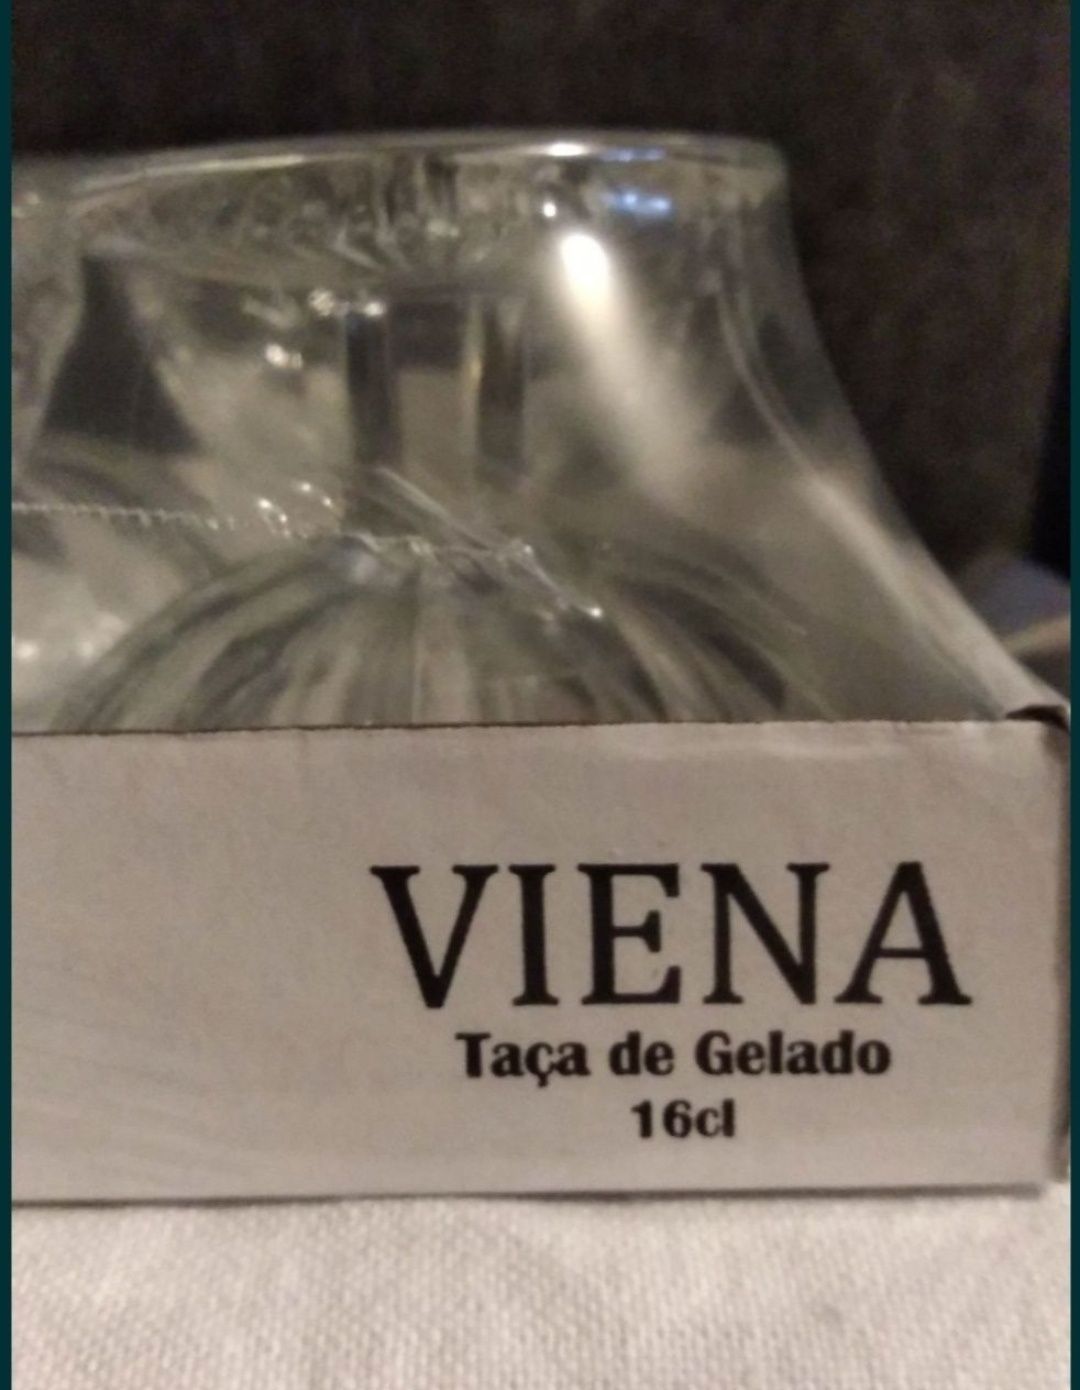 VIENA
Taça de Gelado
16cl